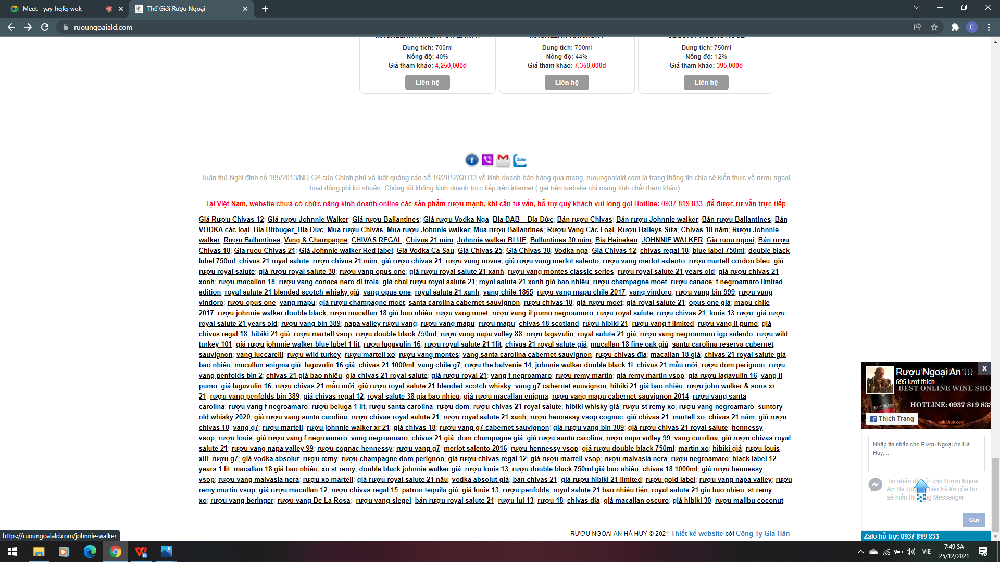 Meet - yay-hqfq-wok
Thế Giới Rượu Ngoại
ruoungoaiald.com
C
MACALLAN A NIGHT ON EARTH
MACALLAN HARMONY
Dung tích: 700ml
Nồng độ: 40%
Giá tham khảo: 4,250,000đ
Liên hệ
Dung tích: 700ml
Nồng độ: 44%
Giá tham khảo: 7,350,000đ
Liên hệ
Dung tích: 750ml
Nồng độ: 12%
Giá tham khảo: 395,000đ
Liên hệ
Zalo
Tuân thủ Nghị định số 185/2013/NĐ-CP của Chính phủ và luật quảng cáo số 16/2012/QH13 về kinh doanh bán hàng qua mạng, ruoungoaiald.com là trang thông tin chia sẻ kiến thức về rượu ngoại
hoạt động phi lơi nhuận. Chúng tôi không kinh doanh trực tiếp trên internet ( giá trên website chỉ mang tính chất tham khảo)
Tại Việt Nam, website chưa có chức năng kinh doanh online các sản phẩm rượu mạnh, khi cần tư vấn, hỗ trợ quý khách vui lòng gọi Hotline: 0937 819 833 để được tư vấn trực tiếp
Giá Rượu Chivas 12; Giá rượu Johnnie Walker; Giá rượu Ballantines; Giá rượu Vodka Nga; Bia DAB _ Bia Đức; Bán rượu Chivas; Bán rượu Johnnie walker; Bán rượu Ballantines; Bán
VODKA các loại; Bia Bitbuger_Bia Đức; Mua rượu Chivas; Mua rượu Johnnie walker; Mua rượu Ballantines; Rượu Vang Các Loại; Rượu Baileys Sữa; Chivas 18 năm; Rượu Johnnie
walker; Rượu Ballantines; Vang & Champagne; CHIVAS REGAL; Chivas 21 năm; Johnnie walker BLUE; Ballantines 30 năm; Bia Heineken; JOHNNIE WALKER; Gia ruou ngoai; Bán rượu
Chivas 18; Gia ruou Chivas 21; Giá Johnnie walker Red label; Giá Vodka Ca Sau; Giá Chivas 25; Giá Chivas 38; Vodka nga; Giá Chivas 12; chivas regal 18; blue label 750ml; double black
label 750ml; chivas 21 royal salute; rượu chivas 21 năm; giá rượu chivas 21; rượu vang novas; giá rượu vang merlot salento; rượu vang merlot salento; rượu martell cordon bleu; giá
rượu royal salute; giá rượu royal salute 38; rượu vang opus one; giá rượu royal salute 21 xanh; rượu vang montes classic series; rượu royal salute 21 years old; giá rượu chivas 21
xanh; rượu macallan 18; rượu vang canace nero di troia; giá chai rượu royal salute 21; royal salute 21 xanh giá bao nhiêu; rượu champagne moet; rượu canace; f negroamaro limited
edition; royal salute 21 blended scotch whisky giá; vang opus one; royal salute 21 xanh; vang chile 1865; rượu vang mapu chile 2017; vang vindoro; rượu vang bin 999; rượu vang
vindoro; rượu opus one; vang mapu; giá rượu champagne moet; santa carolina cabernet sauvignon; rượu chivas 18; giá rượu moet; giá royal salute 21; opus one giá; mapu chile
2017; rượu johnnie walker double black; rượu macallan 18 giá bao nhiêu; rượu vang moet; rượu vang il pumo negroamaro; rượu royal salute; rượu chivas 21; louis 13 rượu; giá rượu
royal salute 21 years old; rượu vang bin 389; napa valley rượu vang; rượu vang mapu; rượu mapu; chivas 18 scotland; rượu hibiki 21; rượu vang f limited; rượu vang il pumo; giá
chivas regal 18; hibiki 21 giá; rượu martell vsop; rượu double black 750ml; rượu vang napa valley 88; rượu lagavulin; royal salute 21 giá; rượu vang negroamaro igp salento; rượu wild
turkey 101; giá rượu johnnie walker blue label 1 lit; rượu lagavulin 16; rượu royal salute 21 1lit; chivas 21 royal salute giá; macallan 18 fine oak giá; santa carolina reserva cabernet
sauvignon; vang luccarelli; rượu wild turkey; rượu martell xo; rượu vang montes; vang santa carolina cabernet sauvignon; rượu chivas đĩa; macallan 18 giá; chivas 21 royal salute giá
bao nhiêu; macallan enigma giá; lagavulin 16 giá; chivas 21 1000ml; vang chile g7; rượu the balvenie 14; johnnie walker double black 1l; chivas 21 mẫu mới; rượu dom perignon; rượu
vang penfolds bin 2; chivas 21 giá bao nhiêu; giá chivas 21 royal salute; giá rượu royal 21; vang f negroamaro; rượu remy martin; giá remy martin vsop; giá rượu lagavulin 16; vang il
pumo; giá lagavulin 16; rượu chivas 21 mẫu mới; giá rượu royal salute 21 blended scotch whisky; vang g7 cabernet sauvignon; hibiki 21 giá bao nhiêu; rượu john walker & sons xr
21; rượu vang penfolds bin 389; giá chivas regal 12; royal salute 38 gia bao nhieu; giá rượu macallan enigma; rượu vang mapu cabernet sauvignon 2014; rượu vang santa
carolina; rượu vang f negroamaro; rượu beluga 1 lít; rượu santa carolina; rượu dom; rượu chivas 21 royal salute; hibiki whisky giá; rượu st remy xo; rượu vang negroamaro; suntory
old whisky 2020; giá rượu vang santa carolina; rượu chivas royal salute 21; rượu royal salute 21 xanh; rượu hennessy vsop cognac; giá chivas 21; martell xo; chivas 21 năm; giá rượu
chivas 18; vang g7; rượu martell; rượu johnnie walker xr 21; giá chivas 18; rượu vang g7 cabernet sauvignon; giá rượu vang bin 389; giá rượu chivas 21 royal salute; hennessy
vsop; rượu louis; giá rượu vang f negroamaro; vang negroamaro; chivas 21 giá; dom champagne giá; giá rượu santa carolina; rượu napa valley 99; vang carolina; giá rượu chivas royal
salute 21; rượu vang napa valley 99; rượu cognac hennessy; rượu vang g7; merlot salento 2016; rượu hennessy vsop; giá rượu double black 750ml; martin xo; hibiki giá; rượu louis
xiii; rượu g7; giá vodka absolut; rượu remy; rượu champagne dom perignon; giá rượu chivas regal 12; giá rượu martell vsop; rượu malvasia nera; rượu negroamaro; black label 12
years 1 lit; macallan 18 giá bao nhiêu; xo st remy; double black johnnie walker giá; rượu louis 13; rượu double black 750ml giá bao nhiêu; chivas 18 1000ml; giá rượu hennessy
vsop; rượu vang malvasia nera; rượu xo martell; giá rượu royal salute 21 nâu; vodka absolut giá; bán chivas 21; giá rượu hibiki 21 limited; rượu gold label; rượu vang napa valley; rượu
remy martin vsop; giá rượu macallan 12; rượu chivas regal 15; patron tequila giá; giá louis 13; rượu penfolds; royal salute 21 bao nhiêu tiền; royal salute 21 gia bao nhieu; st remy
xo; rượu vang beringer; rượu vang De La Rosa; rượu vang siegel; bán rượu royal salute 21; rượu lui 13; rượu 18; chivas dia; giá macallan oscuro; giá hibiki 30; rượu malibu coconut
RƯỢU NGOẠI AN HÀ HUY © 2021 Thiết kế website bởi Công Ty Gia Hân
Rượu Ngoại An ...
695 lượt thích
BEST ONLINE WINE SHO
HOTLINE: 0937 819 833
Thích Trang
anhahuy.com
X
Nhập tin nhắn cho Rượu Ngoại An Hà
Huy,...
Tin nhắn đã gửi cho Rượu Ngoại
An Hà Huy câu trả lời của họ
sẽ hiển thị Messenger
Gửi
Zalo hỗ trợ: 0937 819 833
https://ruoungoaiald.com/johnnie-walker
VIE
7:49 SA
25/12/2021